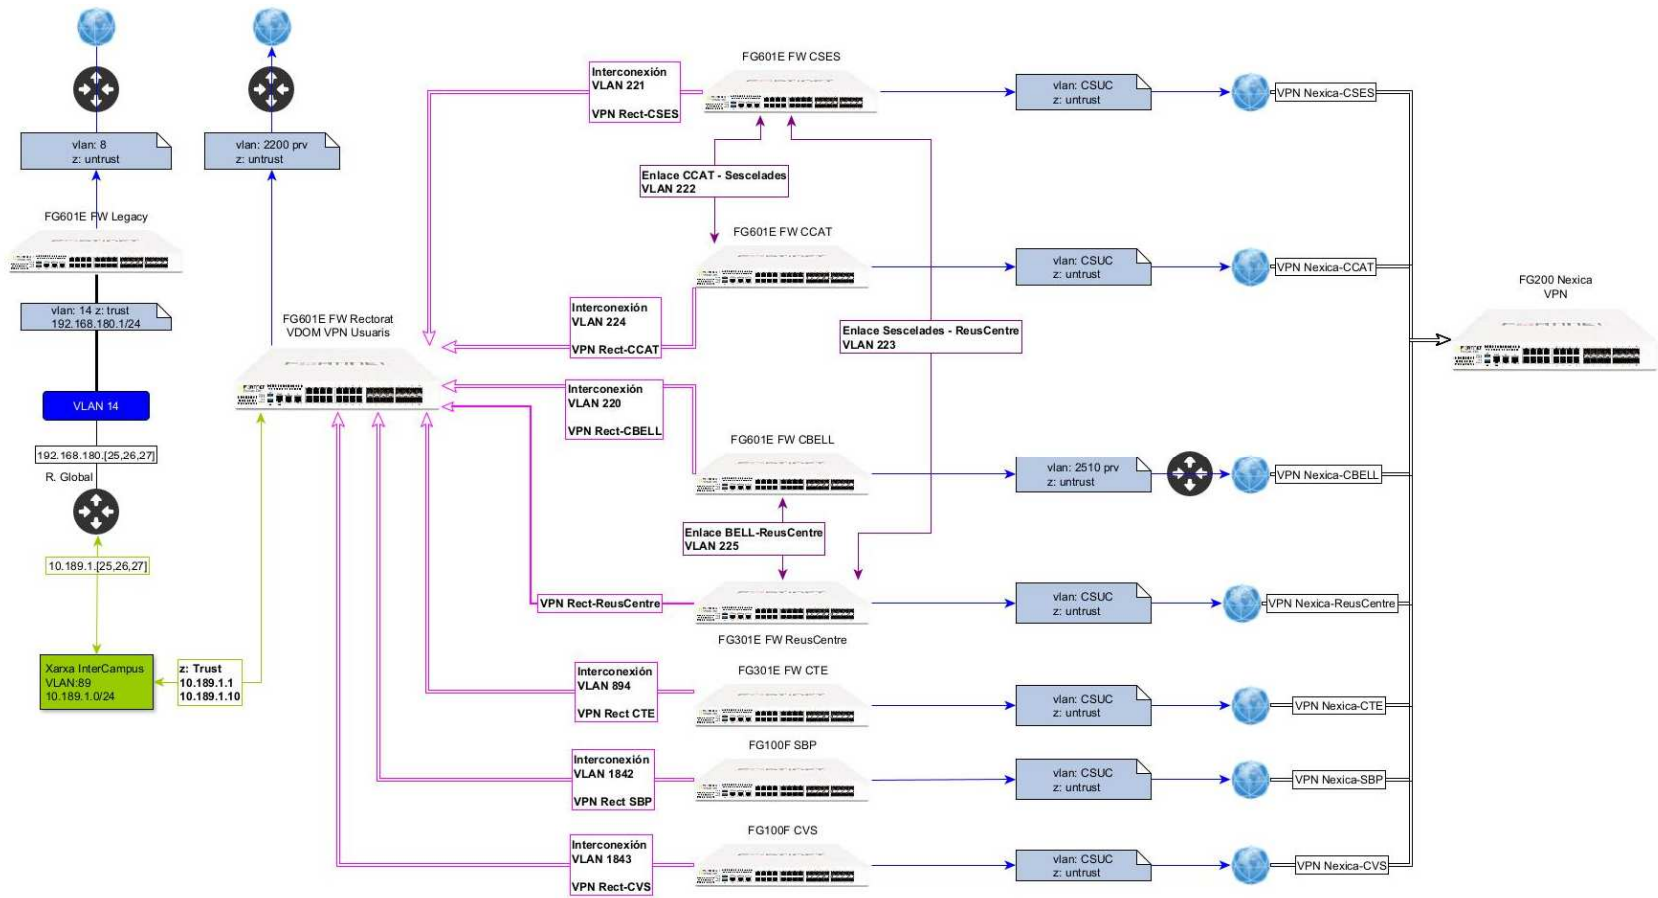 FG601E FW CSES
Interconexión
VLAN 221
VPN Rect-CSES
vlan: CSUC
z: untrust
VPN Nexica-CSES
vlan: 8
z: untrust
vlan: 2200 prv
z: untrust
Enlace CCAT - Sescelades
VLAN 222
FG601E FW Legacy
FG601E FW CCAT
vlan: CSUC
z: untrust
VPN Nexica-CCAT
FG200 Nexica
VPN
vlan: 14 z: trust
192.168.180.1/24
FG601E FW Rectorat
VDOM VPN Usuaris
Interconexión
VLAN 224
VPN Rect-CCAT
Enlace Sescelades - ReusCentre
VLAN 223
VLAN 14
Interconexión
VLAN 220
VPN Rect-CBELL
FG601E FW CBELL
192.168.180.[25,26,27]
R. Global
vlan: 2510 prv
z: untrust
VPN Nexica-CBELL
Enlace BELL-ReusCentre
VLAN 225
10.189.1.[25,26,27]
VPN Rect-ReusCentre
vlan: CSUC
z: untrust
VPN Nexica-ReusCentre
FG301E FW ReusCentre
Xarxa InterCampus
VLAN:89
10.189.1.0/24
z: Trust
10.189.1.1
10.189.1.10
Interconexión
VLAN 894
VPN Rect CTE
FG301E FW CTE
vlan: CSUC
z: untrust
VPN Nexica-CTE
FG100F SBP
Interconexión
VLAN 1842
VPN Rect SBP
vlan: CSUC
z: untrust
VPN Nexica-SBP
FG100F CVS
Interconexión
VLAN 1843
VPN Rect-CVS
vlan: CSUC
z: untrust
VPN Nexica-CVS